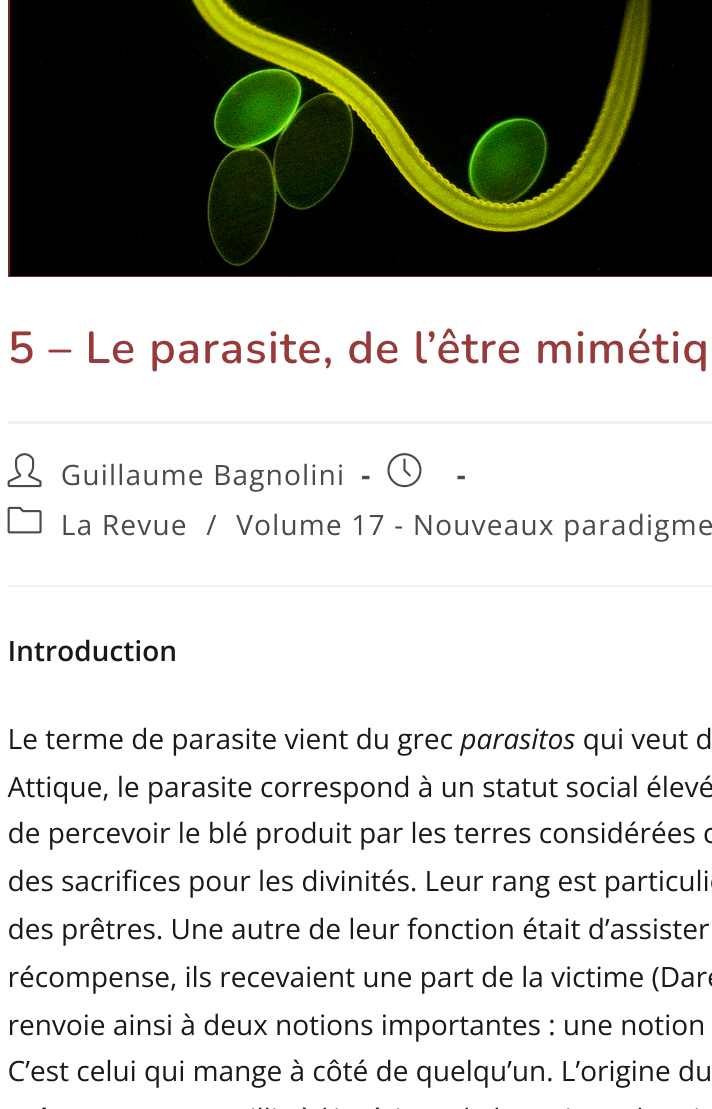 5 – Le parasite, de l’être mimétiq
Guillaume Bagnolini - -
La Revue / Volume 17 - Nouveaux paradigme
Introduction
Le terme de parasite vient du grec parasitos qui veut d
Attique, le parasite correspond à un statut social élevé
de percevoir le blé produit par les terres considérées
des sacrifices pour les divinités. Leur rang est particuli
des prêtres. Une autre de leur fonction était d’assister
récompense, ils recevaient une part de la victime (Dar
renvoie ainsi à deux notions importantes : une notion
C’est celui qui mange à côté de quelqu’un. L’origine du